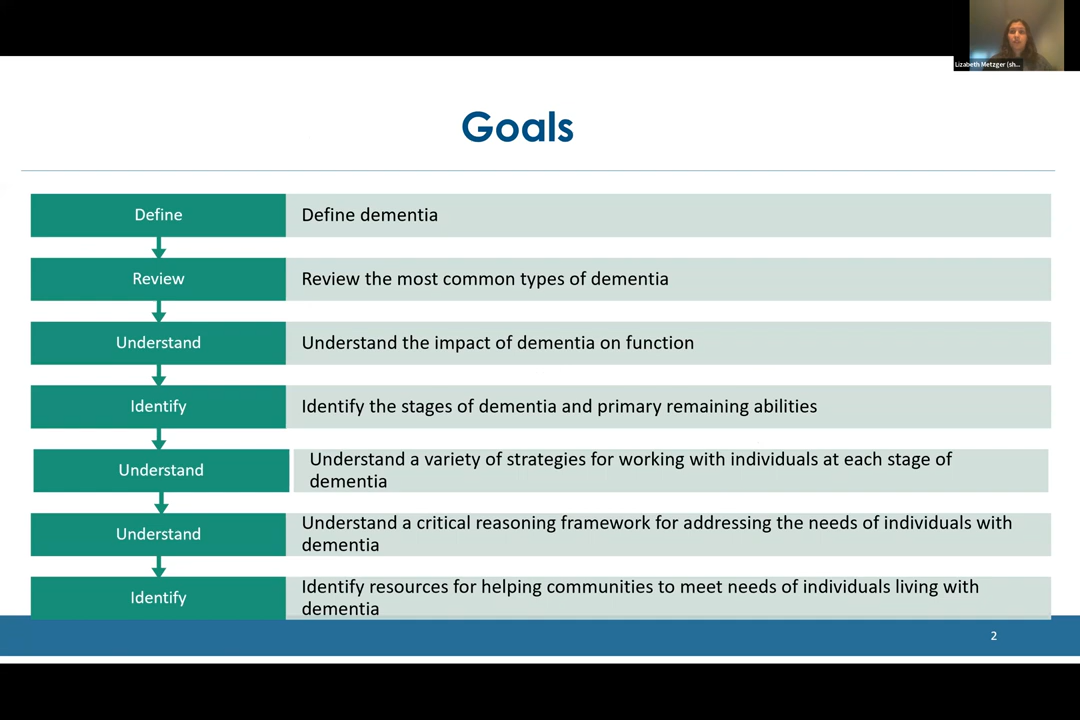 Lizabeth Metzger (sh...
Goals
Define
Define dementia
Review
Review the most common types of dementia
Understand
Understand the impact of dementia on function
Identify
Identify the stages of dementia and primary remaining abilities
Understand
Understand a variety of strategies for working with individuals at each stage of
dementia
Understand
Understand a critical reasoning framework for addressing the needs of individuals with
dementia
Identify
Identify resources for helping communities to meet needs of individuals living with
dementia
2